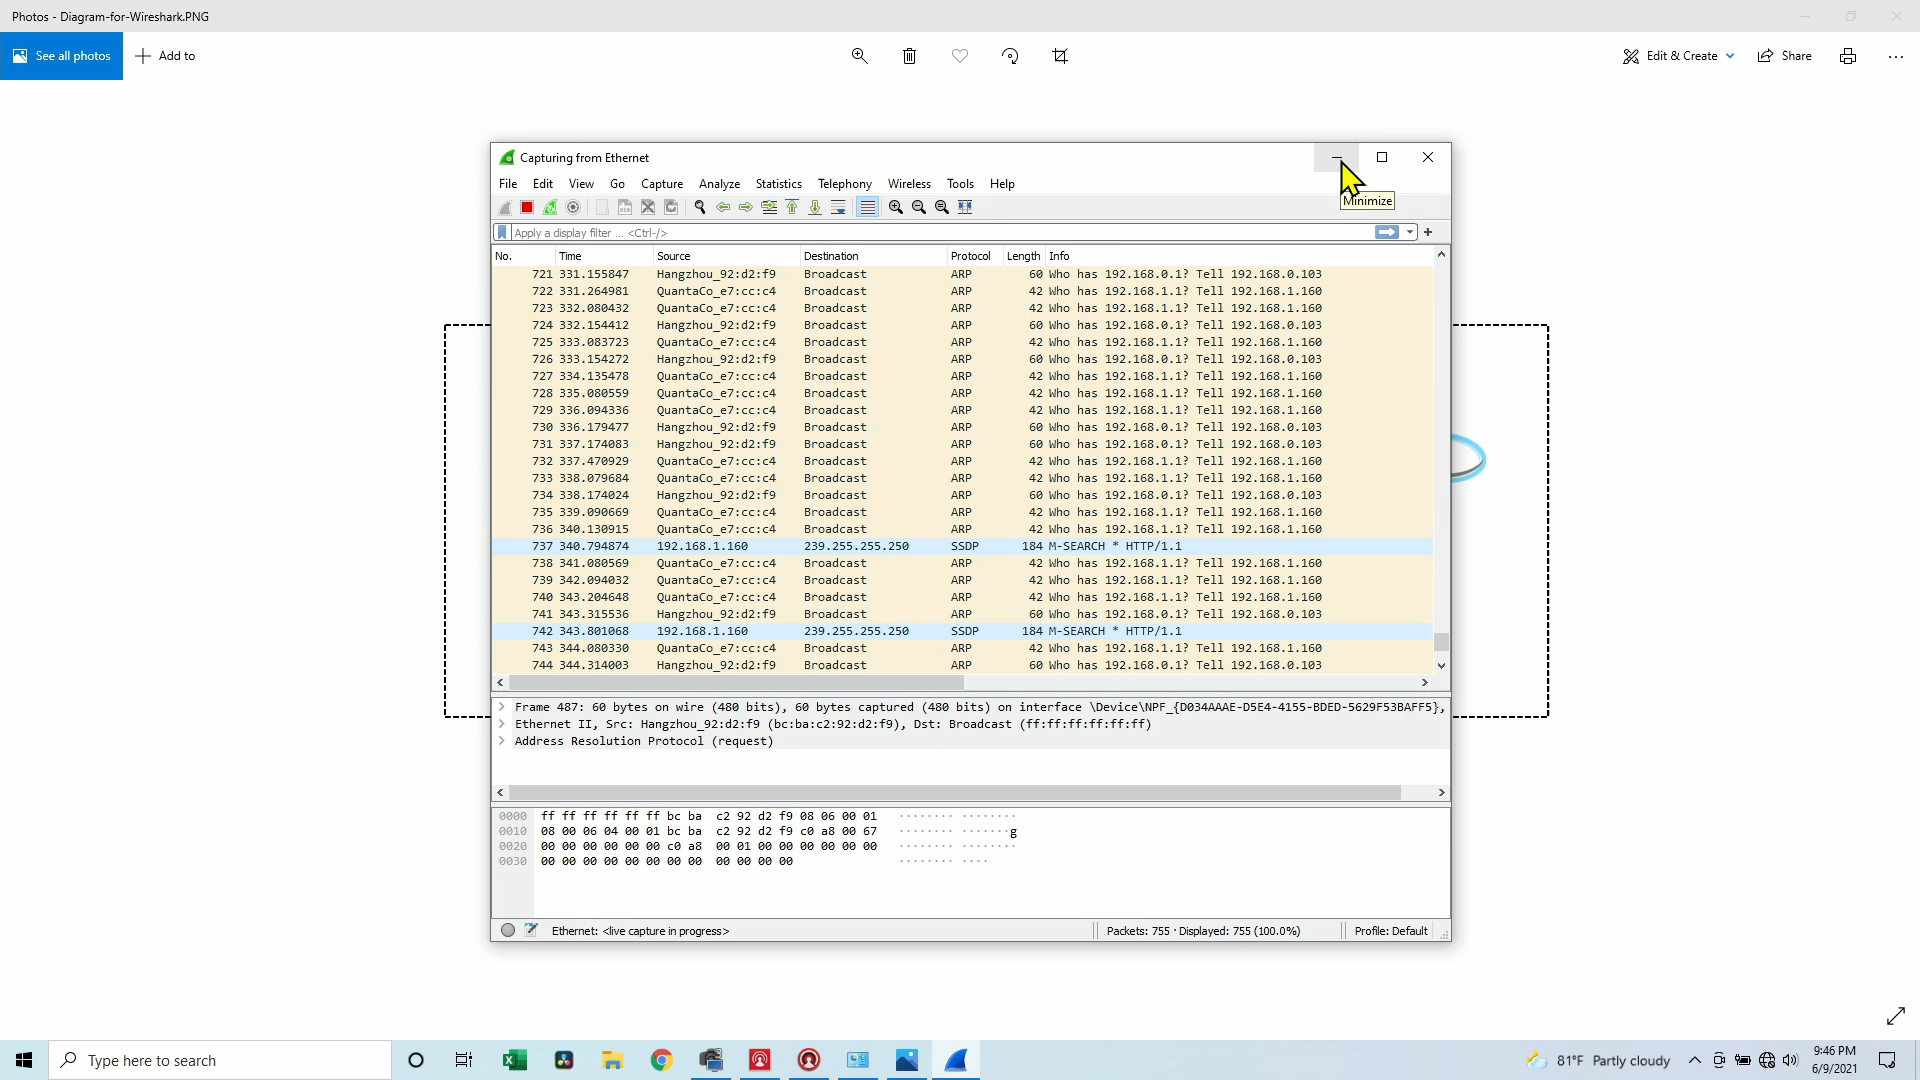 Photos - Diagram-for-Wireshark.PNG
See all photos
Add to
Edit & Create
Share
Capturing from Ethernet
File Edit View Go Capture Analyze Statistics Telephony Wireless Tools Help
Minimize
Apply a display filter ... <Ctrl-/>
No. Time Source Destination Protocol Length Info
721 331.155847 Hangzhou_92:d2:f9 Broadcast ARP 60 Who has 192.168.0.1? Tell 192.168.0.103
722 331.264981 QuantaCo_e7:cc:c4 Broadcast ARP 42 Who has 192.168.1.1? Tell 192.168.1.160
723 332.080432 QuantaCo_e7:cc:c4 Broadcast ARP 42 Who has 192.168.1.1? Tell 192.168.1.160
724 332.154412 Hangzhou_92:d2:f9 Broadcast ARP 60 Who has 192.168.0.1? Tell 192.168.0.103
725 333.083723 QuantaCo_e7:cc:c4 Broadcast ARP 42 Who has 192.168.1.1? Tell 192.168.1.160
726 333.154272 Hangzhou_92:d2:f9 Broadcast ARP 60 Who has 192.168.0.1? Tell 192.168.0.103
727 334.135478 QuantaCo_e7:cc:c4 Broadcast ARP 42 Who has 192.168.1.1? Tell 192.168.1.160
728 335.080559 QuantaCo_e7:cc:c4 Broadcast ARP 42 Who has 192.168.1.1? Tell 192.168.1.160
729 336.094336 QuantaCo_e7:cc:c4 Broadcast ARP 42 Who has 192.168.1.1? Tell 192.168.1.160
730 336.179477 Hangzhou_92:d2:f9 Broadcast ARP 60 Who has 192.168.0.1? Tell 192.168.0.103
731 337.174083 Hangzhou_92:d2:f9 Broadcast ARP 60 Who has 192.168.0.1? Tell 192.168.0.103
732 337.470929 QuantaCo_e7:cc:c4 Broadcast ARP 42 Who has 192.168.1.1? Tell 192.168.1.160
733 338.079684 QuantaCo_e7:cc:c4 Broadcast ARP 42 Who has 192.168.1.1? Tell 192.168.1.160
734 338.174024 Hangzhou_92:d2:f9 Broadcast ARP 60 Who has 192.168.0.1? Tell 192.168.0.103
735 339.090669 QuantaCo_e7:cc:c4 Broadcast ARP 42 Who has 192.168.1.1? Tell 192.168.1.160
736 340.130915 QuantaCo_e7:cc:c4 Broadcast ARP 42 Who has 192.168.1.1? Tell 192.168.1.160
737 340.794874 192.168.1.160 239.255.255.250 SSDP 184 M-SEARCH * HTTP/1.1
738 341.080569 QuantaCo_e7:cc:c4 Broadcast ARP 42 Who has 192.168.1.1? Tell 192.168.1.160
739 342.094032 QuantaCo_e7:cc:c4 Broadcast ARP 42 Who has 192.168.1.1? Tell 192.168.1.160
740 343.204648 QuantaCo_e7:cc:c4 Broadcast ARP 42 Who has 192.168.1.1? Tell 192.168.1.160
741 343.315536 Hangzhou_92:d2:f9 Broadcast ARP 60 Who has 192.168.0.1? Tell 192.168.0.103
742 343.801068 192.168.1.160 239.255.255.250 SSDP 184 M-SEARCH * HTTP/1.1
743 344.080330 QuantaCo_e7:cc:c4 Broadcast ARP 42 Who has 192.168.1.1? Tell 192.168.1.160
744 344.314003 Hangzhou_92:d2:f9 Broadcast ARP 60 Who has 192.168.0.1? Tell 192.168.0.103
Frame 487: 60 bytes on wire (480 bits), 60 bytes captured (480 bits) on interface \Device\NPF_{D034AAAE-D5E4-4155-BDED-5629F53BAFF5},
Ethernet II, Src: Hangzhou_92:d2:f9 (bc:ba:c2:92:d2:f9), Dst: Broadcast (ff:ff:ff:ff:ff:ff)
Address Resolution Protocol (request)
0000 ff ff ff ff ff ff bc ba c2 92 d2 f9 08 06 00 01 ········ ········
0010 08 00 06 04 00 01 bc ba c2 92 d2 f9 c0 a8 00 67 ········ ·······g
0020 00 00 00 00 00 00 c0 a8 00 01 00 00 00 00 00 00 ········ ········
0030 00 00 00 00 00 00 00 00 00 00 00 00 ········ ····
Ethernet: <live capture in progress>
Packets: 755 · Displayed: 755 (100.0%)
Profile: Default
Type here to search
81°F Partly cloudy
9:46 PM
6/9/2021